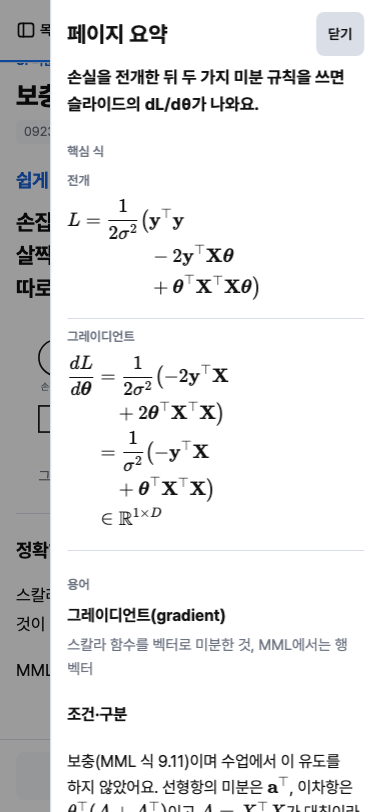 목
페이지 요약
닫기
손실을 전개한 뒤 두 가지 미분 규칙을 쓰면
슬라이드의 dL/dθ가 나와요.
보충
092
쉽게
손집
살짝
따로
핵심 식
전개
L = 1/2σ² (y⊤y
− 2y⊤Xθ
+ θ⊤X⊤Xθ)
그레이디언트
dL/dθ = 1/2σ² (−2y⊤X
+ 2θ⊤X⊤X)
= 1/σ² (−y⊤X
+ θ⊤X⊤X)
∈ ℝ^{1×D}
정확
스칼라
것이
MML
용어
그레이디언트(gradient)
스칼라 함수를 벡터로 미분한 것, MML에서는 행
벡터
조건·구분
보충(MML 식 9.11)이며 수업에서 이 유도를
하지 않았어요. 선형항의 미분은 a⊤, 이차항은